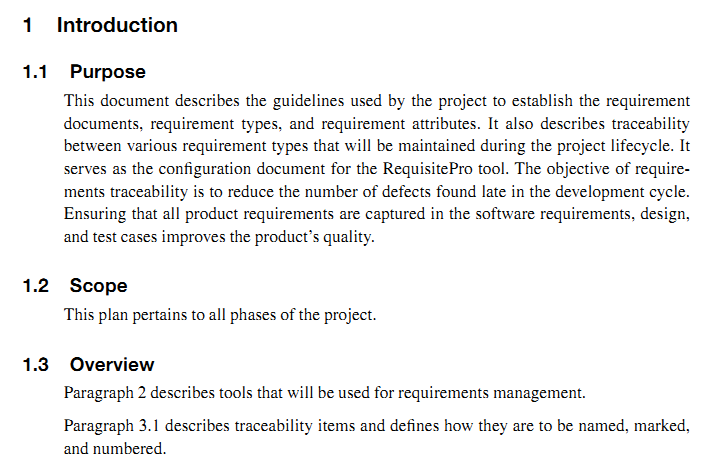 1 Introduction
1.1 Purpose
This document describes the guidelines used by the project to establish the requirement
documents, requirement types, and requirement attributes. It also describes traceability
between various requirement types that will be maintained during the project lifecycle. It
serves as the configuration document for the RequisitePro tool. The objective of require-
ments traceability is to reduce the number of defects found late in the development cycle.
Ensuring that all product requirements are captured in the software requirements, design,
and test cases improves the product’s quality.
1.2 Scope
This plan pertains to all phases of the project.
1.3 Overview
Paragraph 2 describes tools that will be used for requirements management.
Paragraph 3.1 describes traceability items and defines how they are to be named, marked,
and numbered.